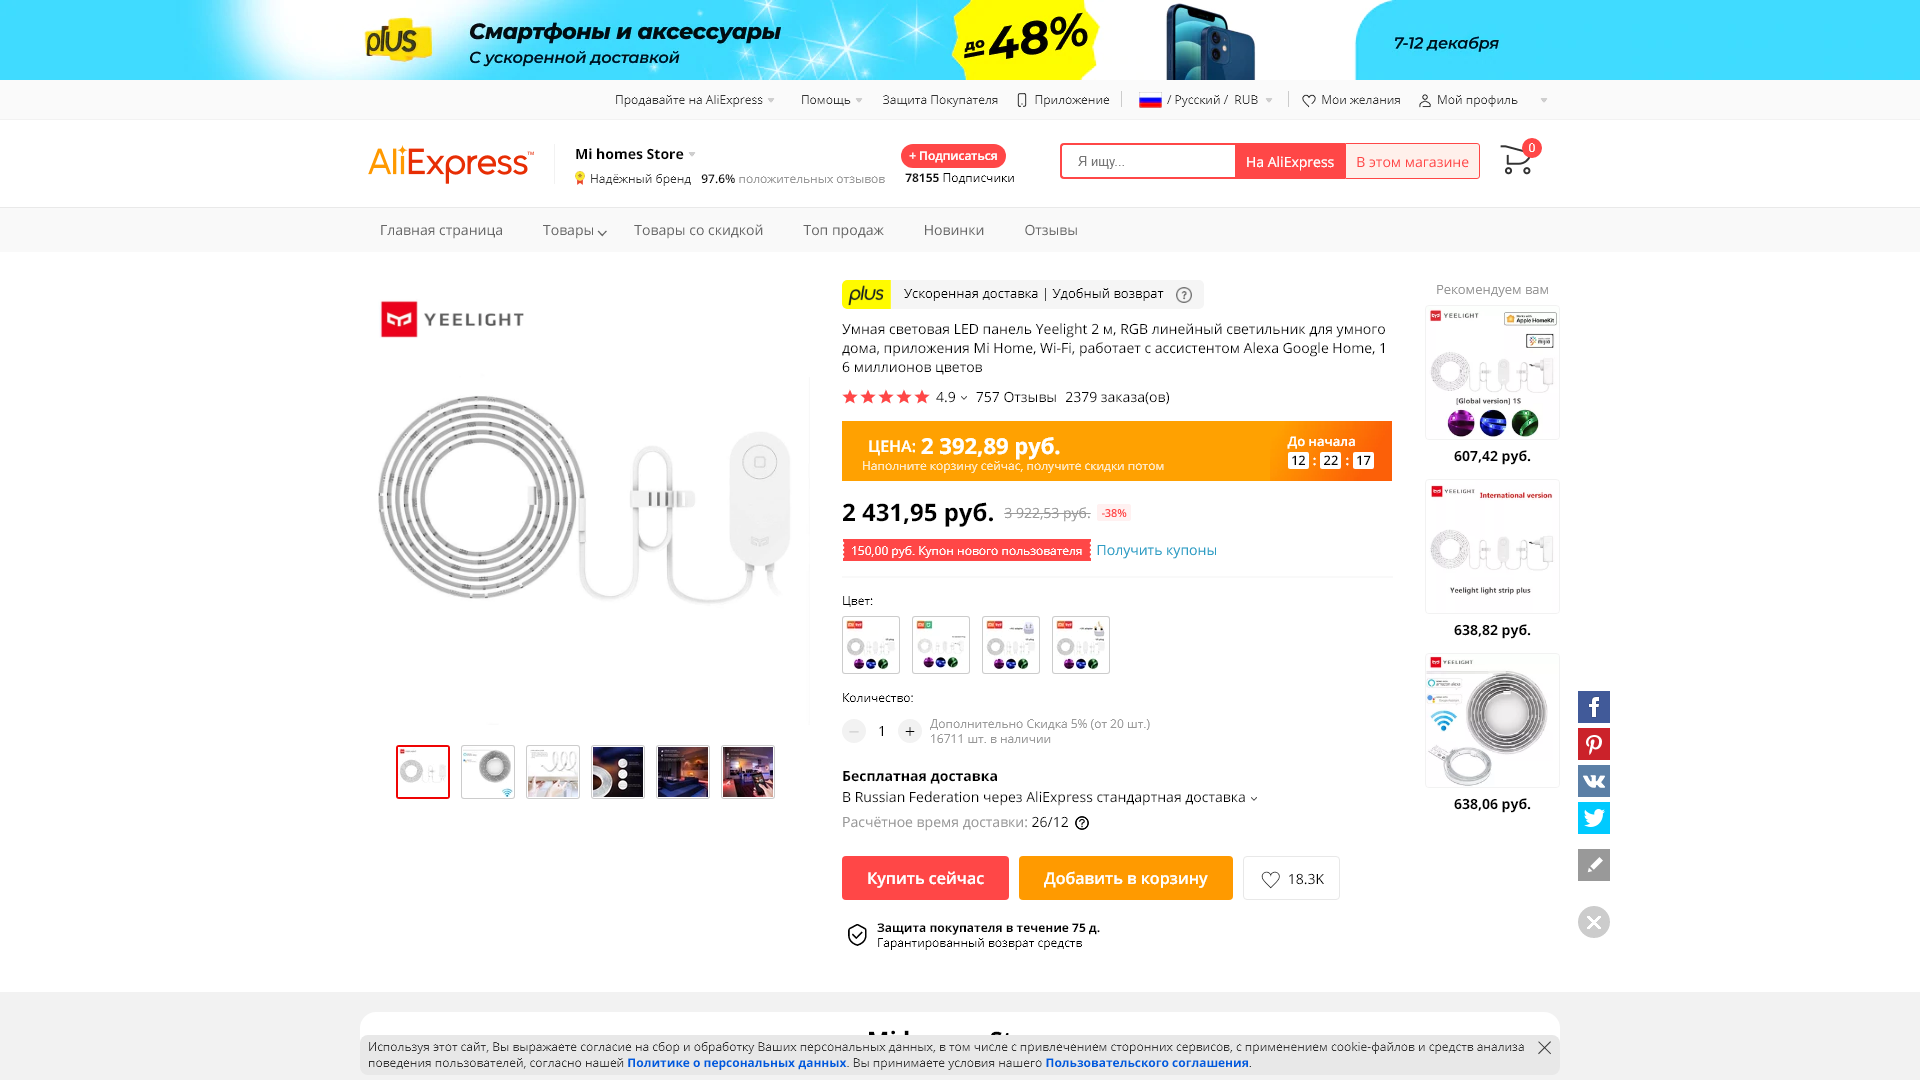 plus
Смартфоны и аксессуары
С ускоренной доставкой
до 48%
7-12 декабря
Продавайте на AliExpress
Помощь
Защита Покупателя
Приложение
/ Русский / RUB
Мои желания
Мой профиль
AliExpress™
Mi homes Store
Надёжный бренд 97.6% положительных отзывов
+ Подписаться
78155 Подписчики
Я ищу...
На AliExpress
В этом магазине
0
Главная страница
Товары
Товары со скидкой
Топ продаж
Новинки
Отзывы
YEELIGHT
plus
Ускоренная доставка | Удобный возврат
?
Умная световая LED панель Yeelight 2 м, RGB линейный светильник для умного
дома, приложения Mi Home, Wi-Fi, работает с ассистентом Alexa Google Home, 1
6 миллионов цветов
4.9 757 Отзывы 2379 заказа(ов)
ЦЕНА: 2 392,89 руб.
Наполните корзину сейчас, получите скидки потом
До начала
12 : 22 : 17
2 431,95 руб. 3 922,53 руб. -38%
150,00 руб. Купон нового пользователя
Получить купоны
Цвет:
Количество:
1
Дополнительно Скидка 5% (от 20 шт.)
16711 шт. в наличии
Бесплатная доставка
В Russian Federation через AliExpress стандартная доставка
Расчётное время доставки: 26/12
Купить сейчас
Добавить в корзину
18.3K
Защита покупателя в течение 75 д.
Гарантированный возврат средств
Рекомендуем вам
YEELIGHT
Apple HomeKit
[Global version] 1S
607,42 руб.
YEELIGHT International version
Yeelight light strip plus
638,82 руб.
YEELIGHT
638,06 руб.
Используя этот сайт, Вы выражаете согласие на сбор и обработку Ваших персональных данных, в том числе с привлечением сторонних сервисов, с применением cookie-файлов и средств анализа
поведения пользователей, согласно нашей Политике о персональных данных. Вы принимаете условия нашего Пользовательского соглашения.